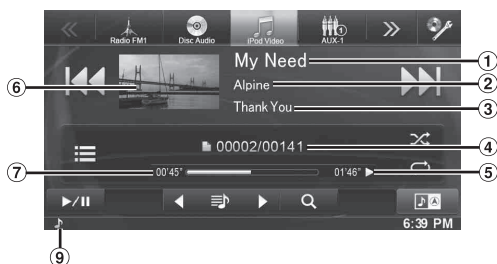 Radio FM1 Disc Audio iPod Video AUX-1
My Need 1
6 Alpine 2
Thank You 3
00002/00141 4
7 00'45" 01'46" 5
6:39 PM
9